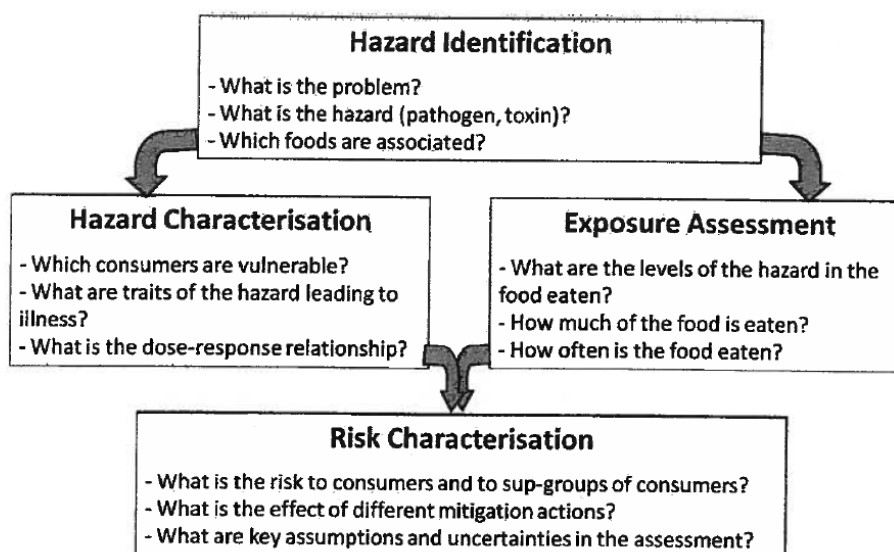 Hazard Identification
- What is the problem?
- What is the hazard (pathogen, toxin)?
- Which foods are associated?
Hazard Characterisation
- Which consumers are vulnerable?
- What are traits of the hazard leading to
illness?
- What is the dose-response relationship?
Exposure Assessment
- What are the levels of the hazard in the
food eaten?
- How much of the food is eaten?
- How often is the food eaten?
Risk Characterisation
- What is the risk to consumers and to sup-groups of consumers?
- What is the effect of different mitigation actions?
- What are key assumptions and uncertainties in the assessment?